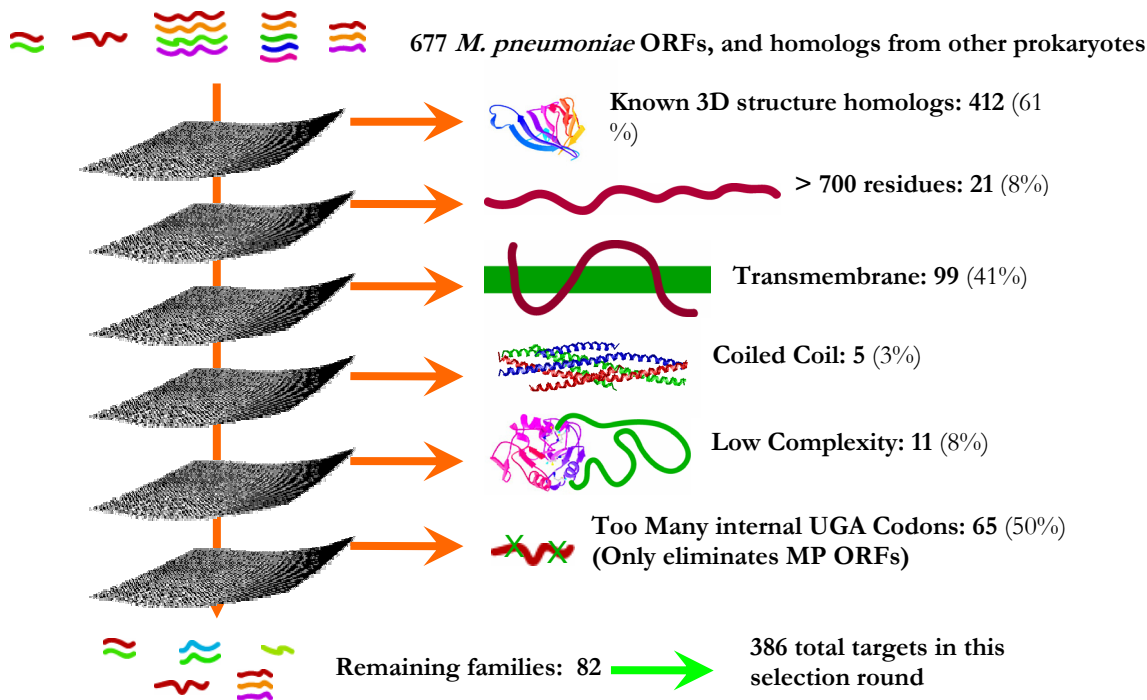 677 M. pneumoniae ORFs, and homologs from other prokaryotes
Known 3D structure homologs: 412 (61
%)
> 700 residues: 21 (8%)
Transmembrane: 99 (41%)
Coiled Coil: 5 (3%)
Low Complexity: 11 (8%)
Too Many internal UGA Codons: 65 (50%)
(Only eliminates MP ORFs)
Remaining families: 82
386 total targets in this
selection round